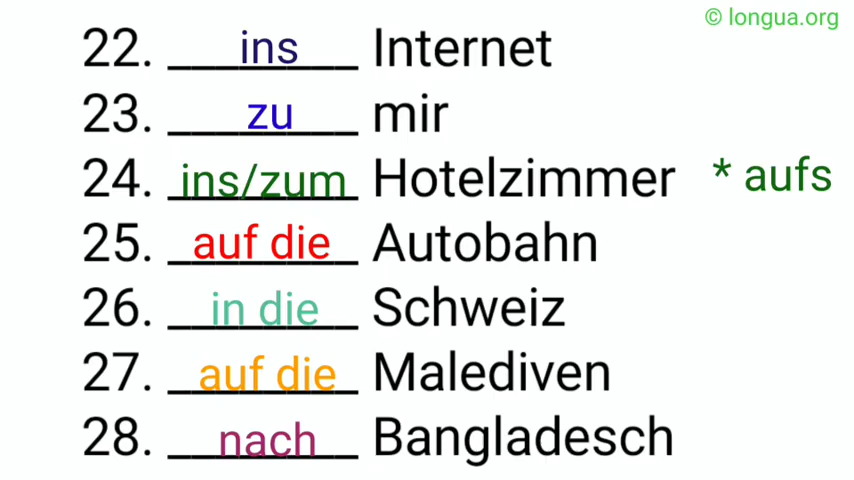 © longua.org
22. ins Internet
23. zu mir
24. ins/zum Hotelzimmer * aufs
25. auf die Autobahn
26. in die Schweiz
27. auf die Malediven
28. nach Bangladesch